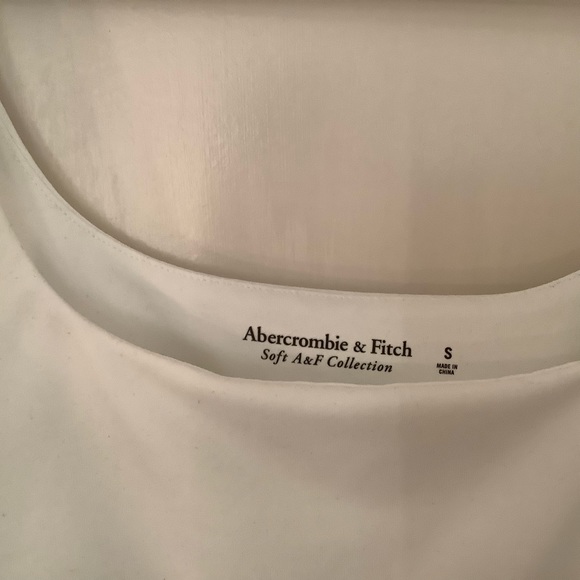 Abercrombie & Fitch
Soft A&F Collection
S
MADE IN
CHINA